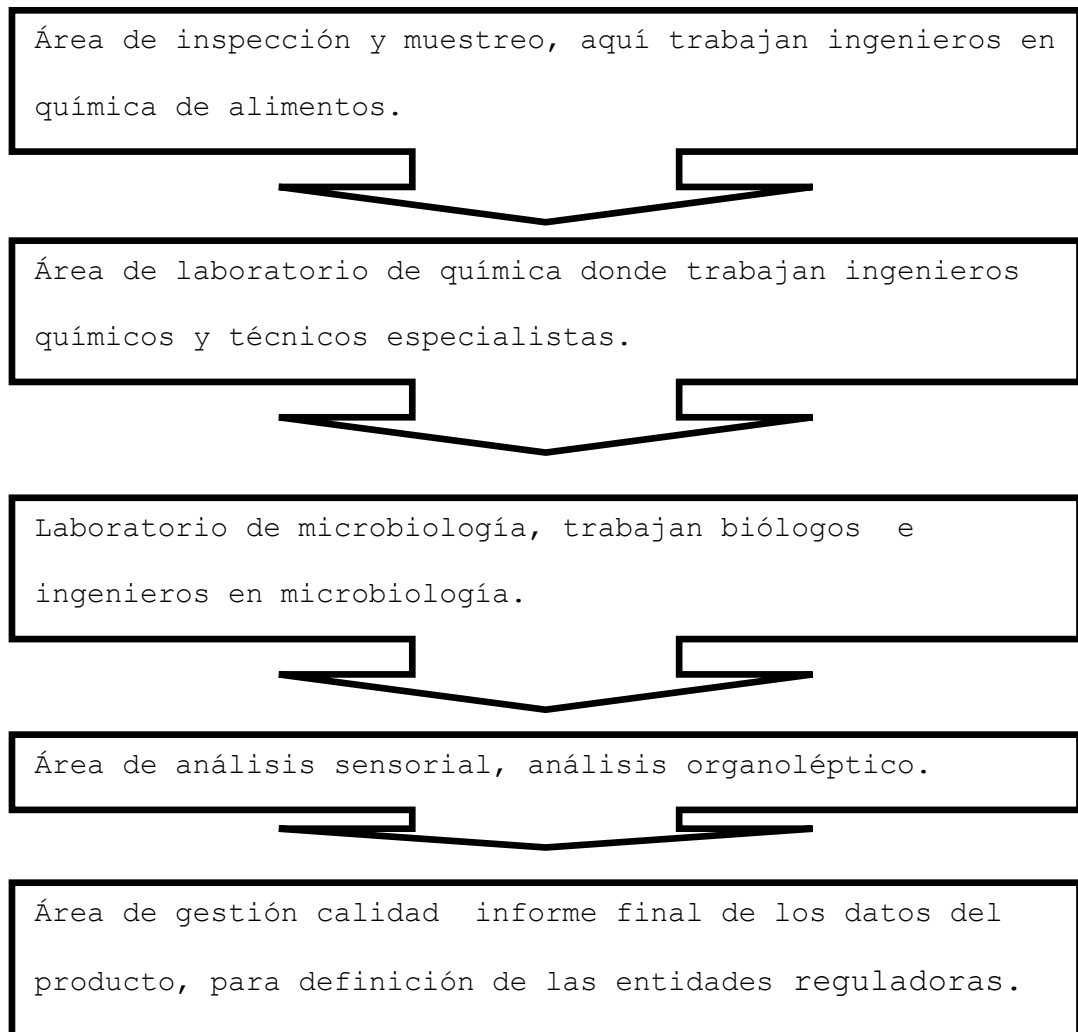 Área de inspección y muestreo, aquí trabajan ingenieros en
química de alimentos.
Área de laboratorio de química donde trabajan ingenieros
químicos y técnicos especialistas.
Laboratorio de microbiología, trabajan biólogos  e
ingenieros en microbiología.
Área de análisis sensorial, análisis organoléptico.
Área de gestión calidad  informe final de los datos del
producto, para definición de las entidades reguladoras.